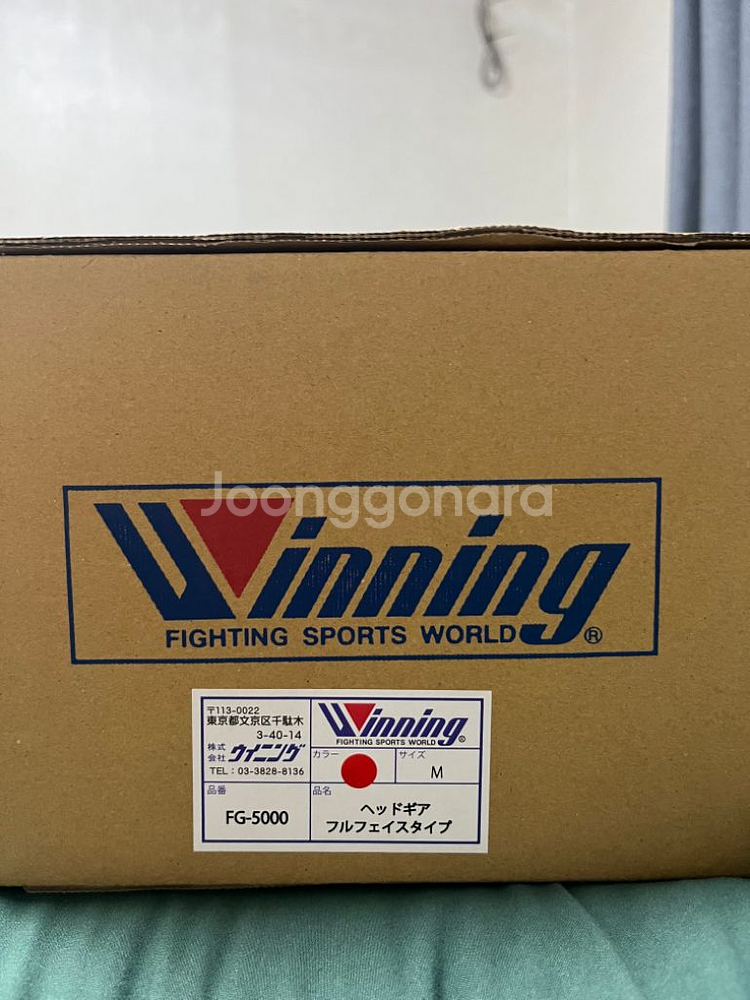 Joonggonara
Winning
FIGHTING SPORTS WORLD®
〒113-0022
東京都文京区千駄木
3-40-14
株式会社 ウイニング
TEL：03-3828-8136
Winning
FIGHTING SPORTS WORLD®
カラー
サイズ
M
品番
FG-5000
品名
ヘッドギア
フルフェイスタイプ